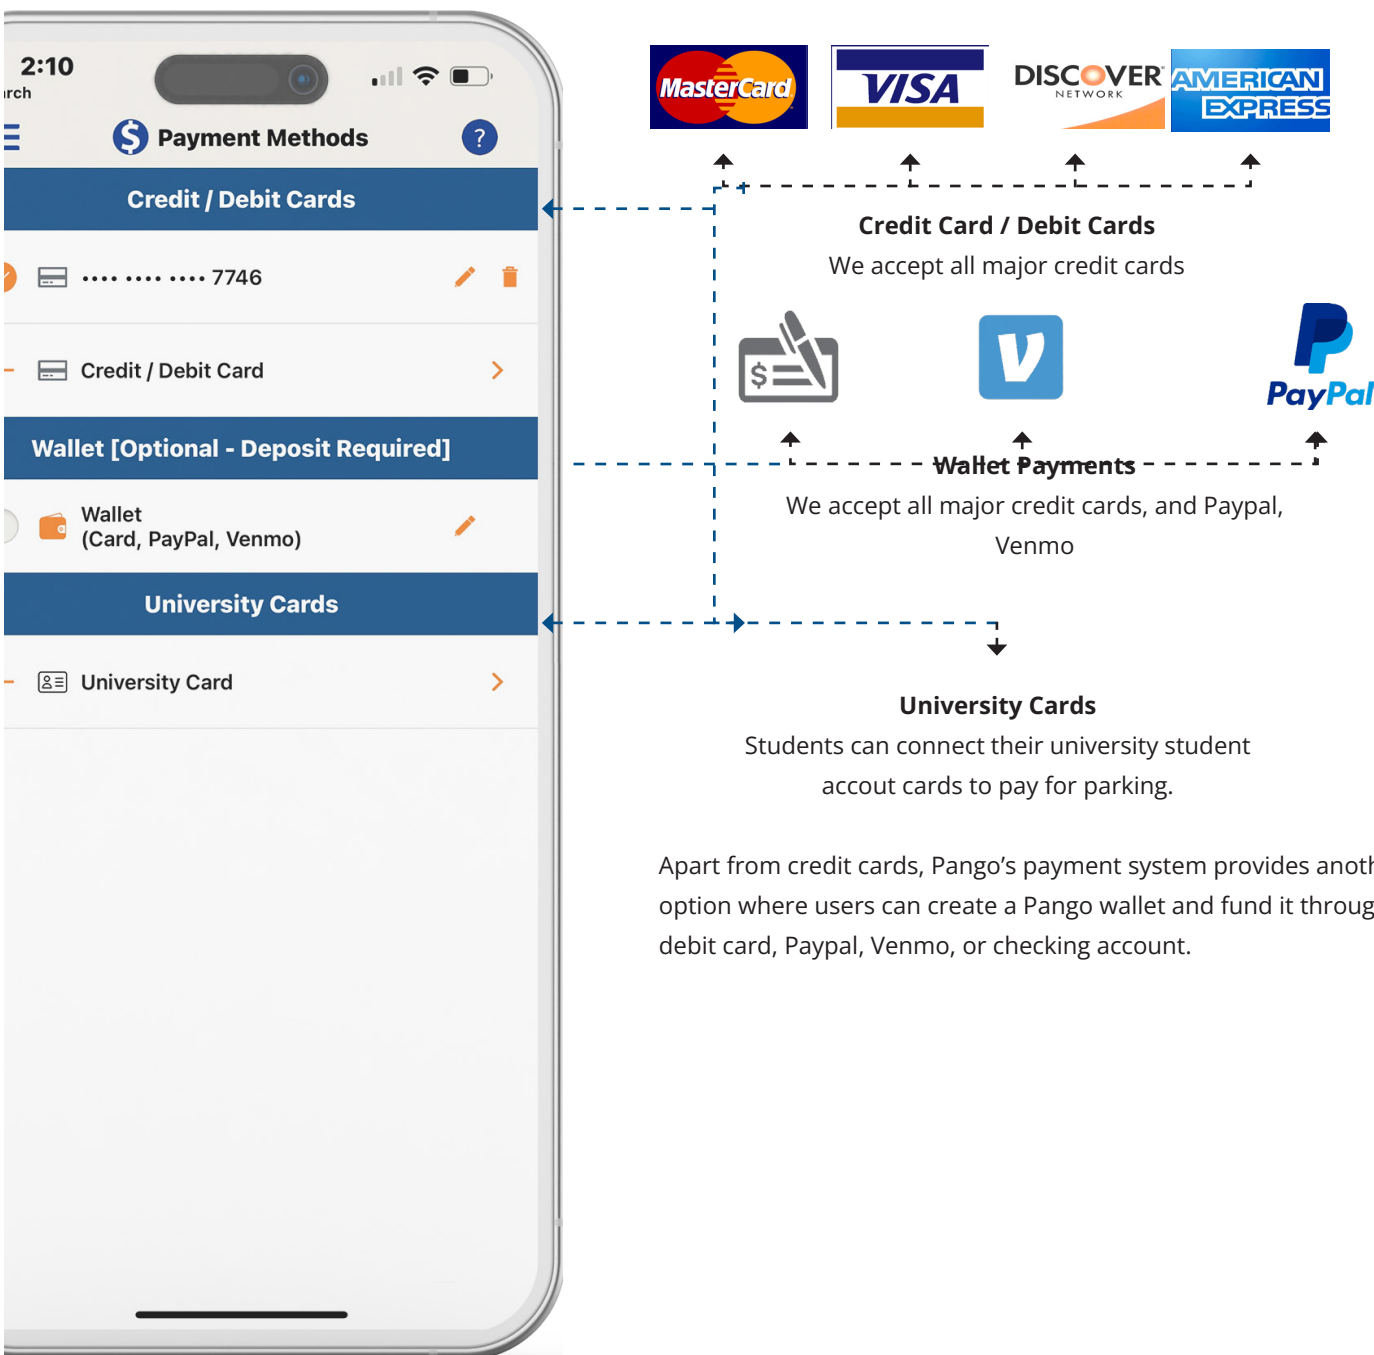 2:10
arch
Payment Methods
?
Credit / Debit Cards
•••• •••• •••• 7746
Credit / Debit Card
Wallet [Optional - Deposit Required]
Wallet
(Card, PayPal, Venmo)
University Cards
University Card
MasterCard
VISA
DISCOVER
NETWORK
AMERICAN
EXPRESS
Credit Card / Debit Cards
We accept all major credit cards
$
V
PayPal
Wallet Payments
We accept all major credit cards, and Paypal,
Venmo
University Cards
Students can connect their university student
accout cards to pay for parking.
Apart from credit cards, Pango’s payment system provides anoth
option where users can create a Pango wallet and fund it throug
debit card, Paypal, Venmo, or checking account.